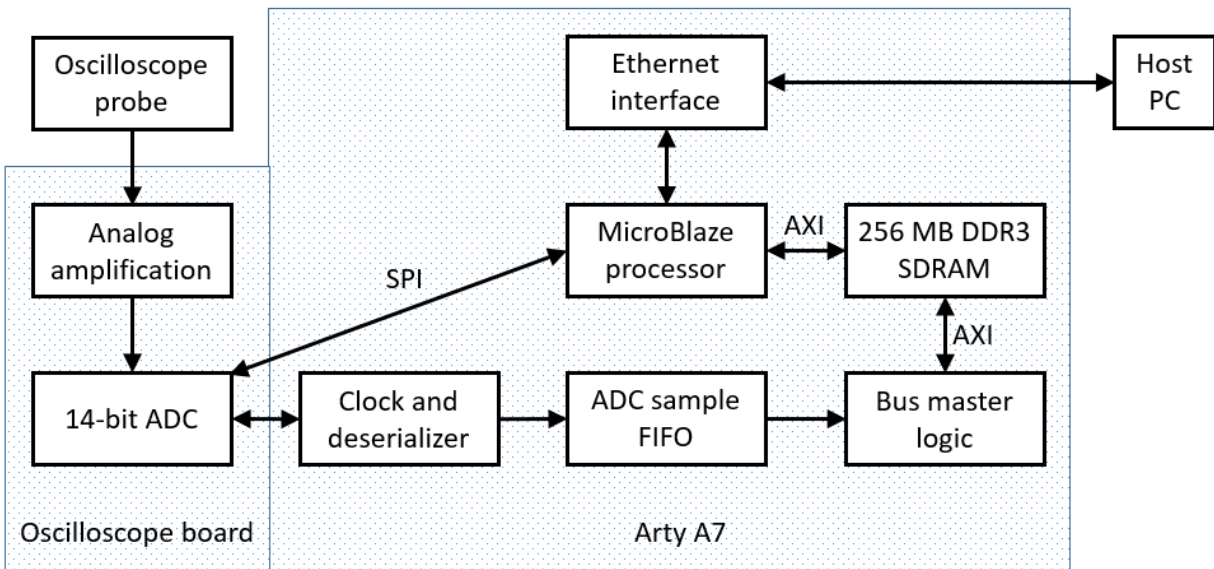 Oscilloscope
probe
Ethernet
interface
Host
PC
Analog
amplification
MicroBlaze
processor
AXI
256 MB DDR3
SDRAM
SPI
AXI
14-bit ADC
Clock and
deserializer
ADC sample
FIFO
Bus master
logic
Oscilloscope board
Arty A7